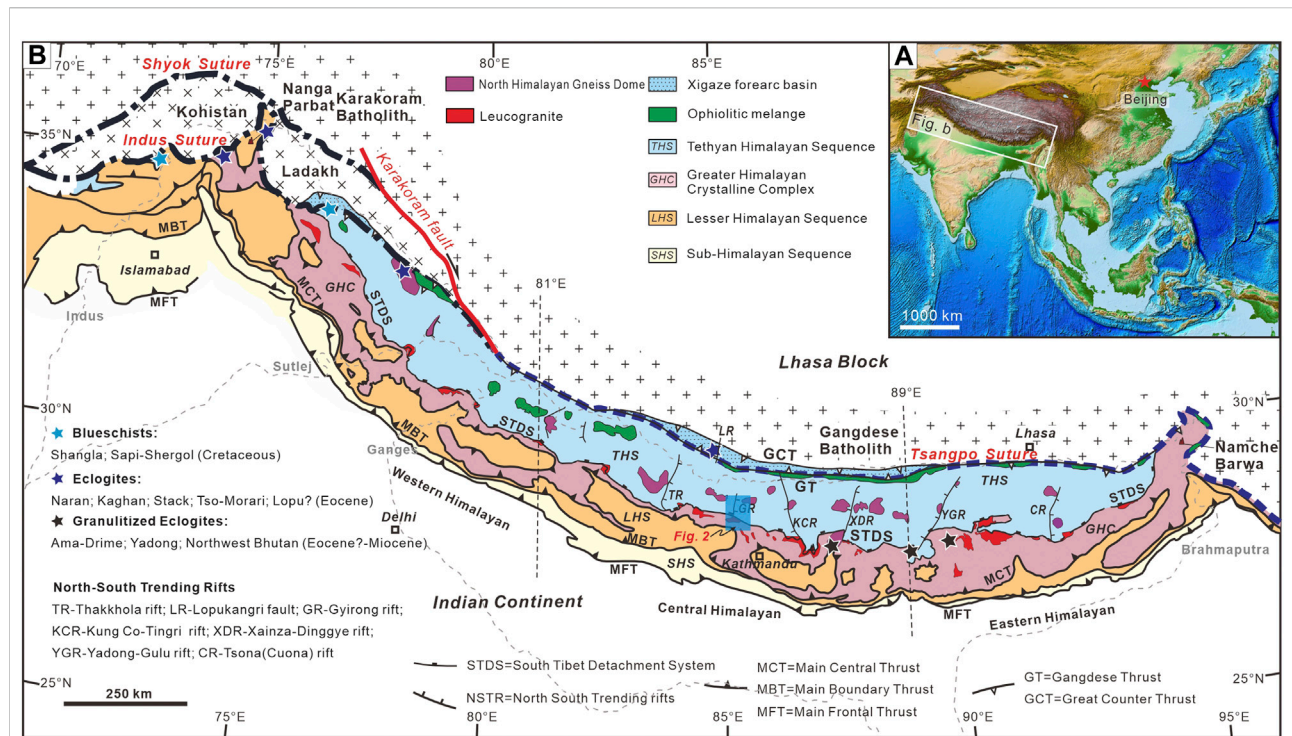 B
70°E
75°E
80°E
85°E
A
Beijing
Fig. b
1000 km
Shyok Suture
Nanga
Parbat
Karakoram
Batholith
Kohistan
35°N
Indus Suture
Ladakh
Karakoram fault
North Himalayan Gneiss Dome
Leucogranite
Xigaze forearc basin
Ophiolitic melange
THS
Tethyan Himalayan Sequence
GHC
Greater Himalayan
Crystalline Complex
LHS
Lesser Himalayan Sequence
SHS
Sub-Himalayan Sequence
MBT
Islamabad
MFT
Indus
MCT
GHC
STDS
81°E
Sutlej
Lhasa Block
30°N
89°E
30°N
STDS
MBT
Ganges
Western Himalayan
Delhi
LR
GCT
Gangdese
Batholith
Lhasa
Tsangpo Suture
Namche
Barwa
THS
GT
THS
STDS
TR
GR
KCR
XDR
STDS
YGR
CR
GHC
LHS
MBT
Fig. 2
Kathmandu
MCT
Brahmaputra
MFT
SHS
Central Himalayan
MFT
Eastern Himalayan
Indian Continent
Blueschists:
Shangla; Sapi-Shergol (Cretaceous)
Eclogites:
Naran; Kaghan; Stack; Tso-Morari; Lopu? (Eocene)
Granulitized Eclogites:
Ama-Drime; Yadong; Northwest Bhutan (Eocene?-Miocene)
North-South Trending Rifts
TR-Thakkhola rift; LR-Lopukangri fault; GR-Gyirong rift;
KCR-Kung Co-Tingri rift; XDR-Xainza-Dinggye rift;
YGR-Yadong-Gulu rift; CR-Tsona(Cuona) rift
25°N
250 km
STDS=South Tibet Detachment System
NSTR=North South Trending rifts
MCT=Main Central Thrust
MBT=Main Boundary Thrust
MFT=Main Frontal Thrust
GT=Gangdese Thrust
GCT=Great Counter Thrust
25°N
75°E
80°E
85°E
90°E
95°E